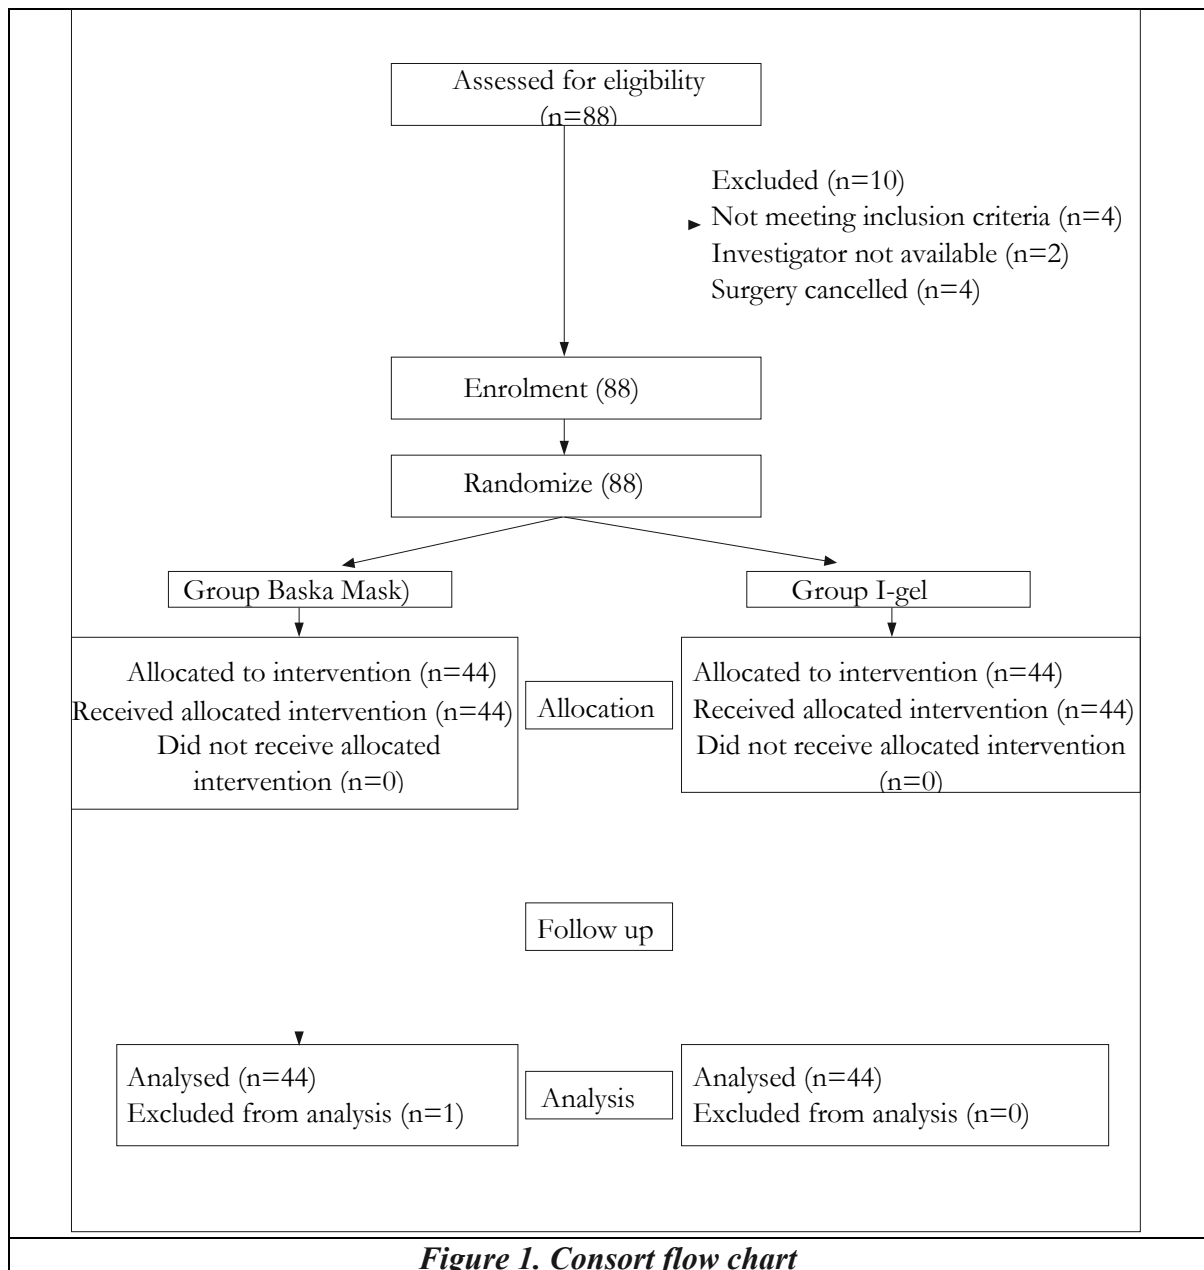 Assessed for eligibility
(n=88)
Excluded (n=10)
Not meeting inclusion criteria (n=4)
Investigator not available (n=2)
Surgery cancelled (n=4)
Enrolment (88)
Randomize (88)
Group Baska Mask)
Group I-gel
Allocated to intervention (n=44)
Received allocated intervention (n=44)
Did not receive allocated
intervention (n=0)
Allocation
Allocated to intervention (n=44)
Received allocated intervention (n=44)
Did not receive allocated intervention
(n=0)
Follow up
Analysed (n=44)
Excluded from analysis (n=1)
Analysis
Analysed (n=44)
Excluded from analysis (n=0)
Figure 1. Consort flow chart